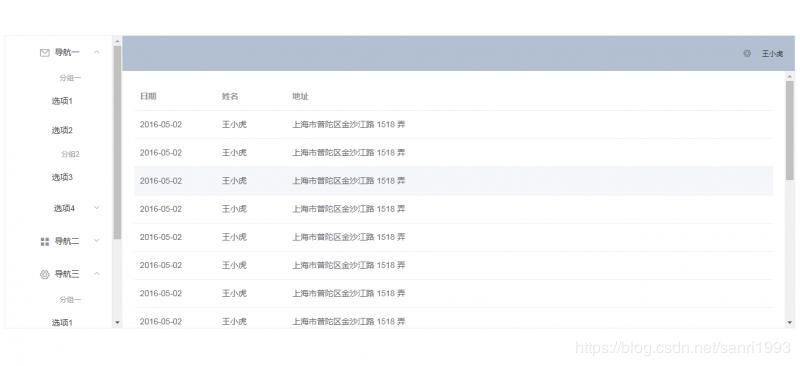 导航一
分组一
选项1
选项2
分组2
选项3
选项4
导航二
导航三
分组一
选项1
王小虎
日期 姓名 地址
2016-05-02 王小虎 上海市普陀区金沙江路 1518 弄
2016-05-02 王小虎 上海市普陀区金沙江路 1518 弄
2016-05-02 王小虎 上海市普陀区金沙江路 1518 弄
2016-05-02 王小虎 上海市普陀区金沙江路 1518 弄
2016-05-02 王小虎 上海市普陀区金沙江路 1518 弄
2016-05-02 王小虎 上海市普陀区金沙江路 1518 弄
2016-05-02 王小虎 上海市普陀区金沙江路 1518 弄
2016-05-02 王小虎 上海市普陀区金沙江路 1518 弄
https://blog.csdn.net/sanri1993